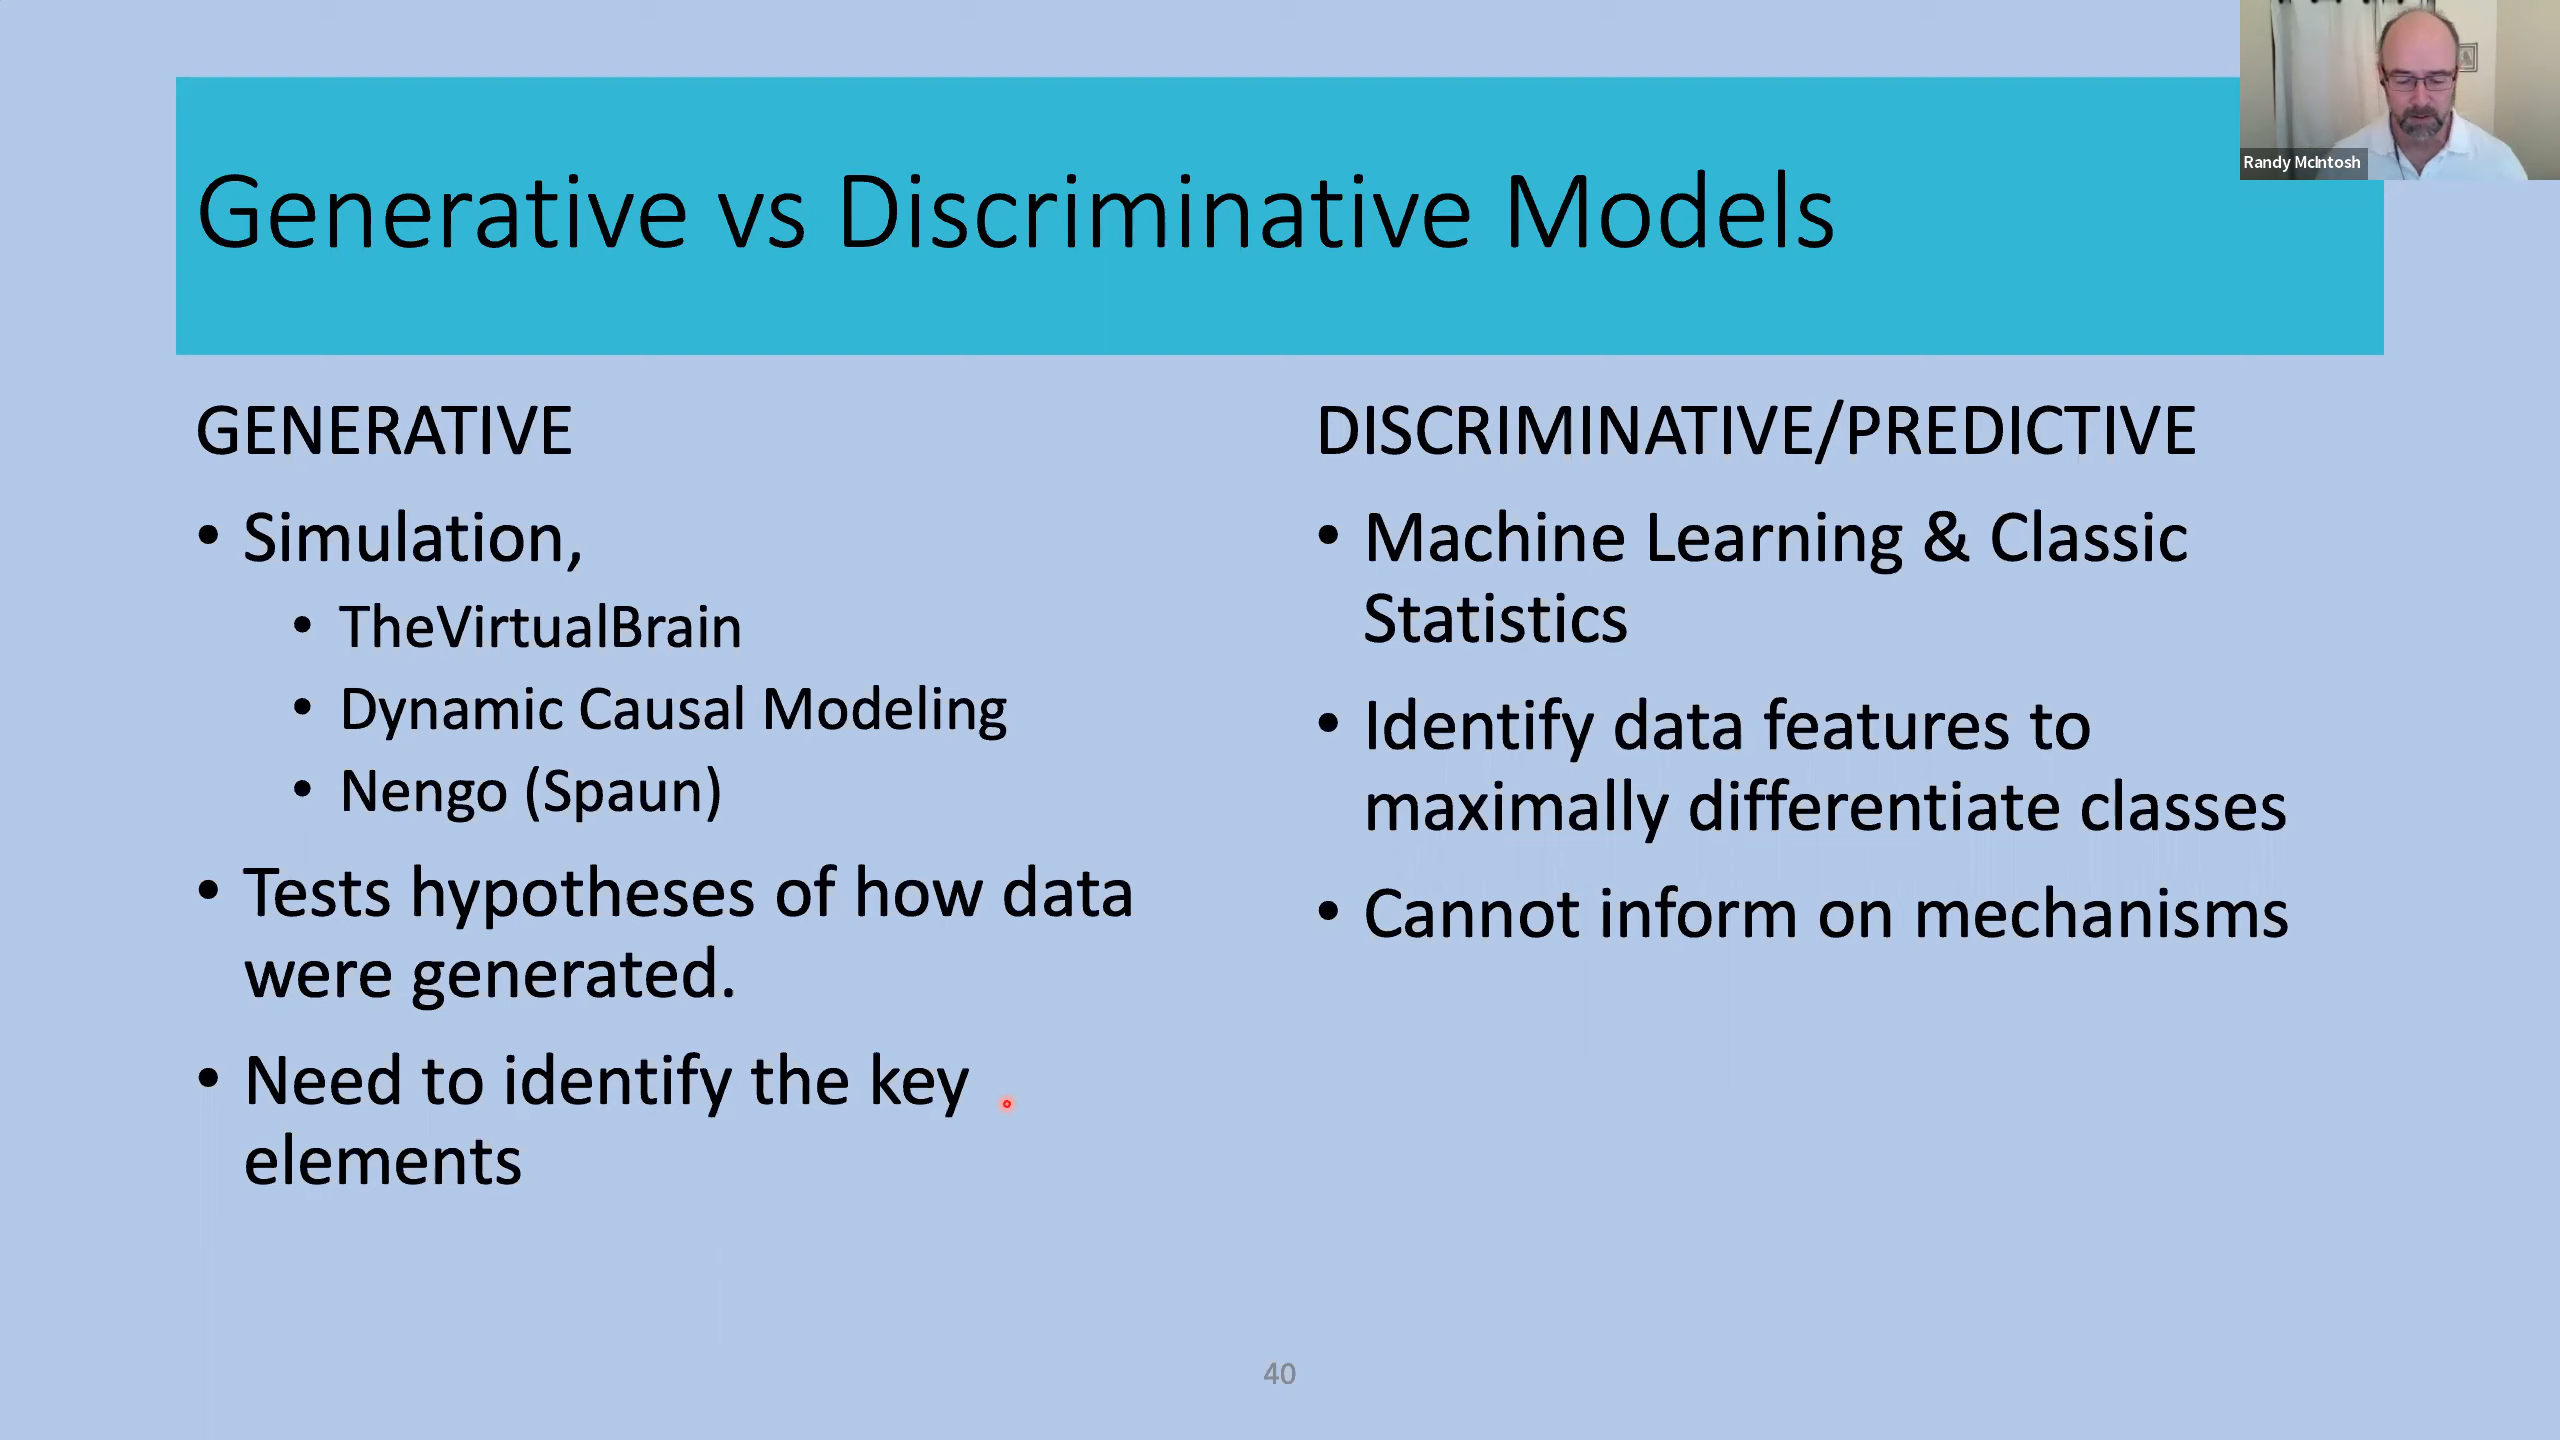 Randy McIntosh
Generative vs Discriminative Models
GENERATIVE
• Simulation,
• TheVirtualBrain
• Dynamic Causal Modeling
• Nengo (Spaun)
• Tests hypotheses of how data
were generated.
• Need to identify the key
elements
DISCRIMINATIVE/PREDICTIVE
• Machine Learning & Classic
Statistics
• Identify data features to
maximally differentiate classes
• Cannot inform on mechanisms
40